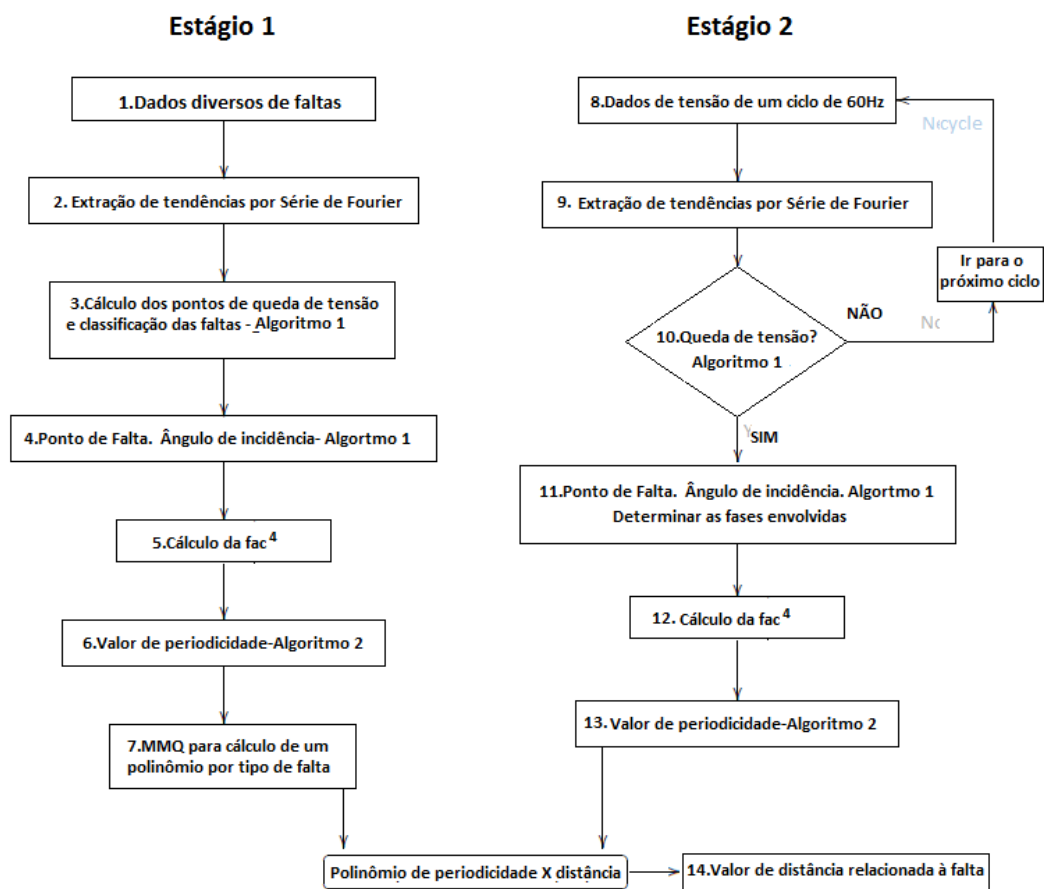 Estágio 1
1.Dados diversos de faltas
2. Extração de tendências por Série de Fourier
3.Cálculo dos pontos de queda de tensão
e classificação das faltas - Algoritmo 1
4.Ponto de Falta. Ângulo de incidência- Algortmo 1
5.Cálculo da fac⁴
6.Valor de periodicidade-Algoritmo 2
7.MMQ para cálculo de um
polinômio por tipo de falta
Estágio 2
8.Dados de tensão de um ciclo de 60Hz
cycle
9. Extração de tendências por Série de Fourier
Ir para o
próximo ciclo
NÃO
10.Queda de tensão?
Algoritmo 1
SIM
11.Ponto de Falta. Ângulo de incidência. Algortmo 1
Determinar as fases envolvidas
12. Cálculo da fac⁴
13. Valor de periodicidade-Algoritmo 2
Polinômio de periodicidade X distância
14.Valor de distância relacionada à falta